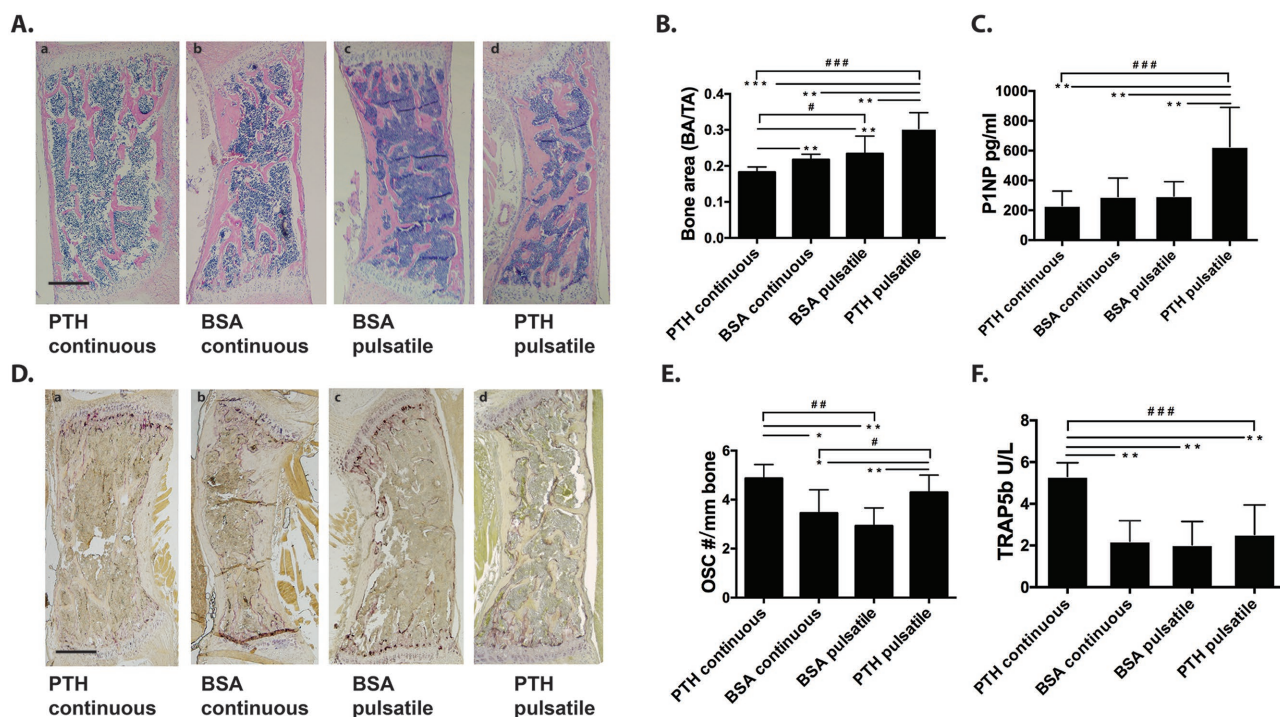 A.
a
b
c
d
PTH
continuous
BSA
continuous
BSA
pulsatile
PTH
pulsatile
B.
Bone area (BA/TA)
0.4
0.3
0.2
0.1
0.0
###
***
**
**
#
**
**
PTH continuous
BSA continuous
BSA pulsatile
PTH pulsatile
C.
P1NP pg/ml
1000
800
600
400
200
0
###
**
**
**
PTH continuous
BSA continuous
BSA pulsatile
PTH pulsatile
D.
a
b
c
d
PTH
continuous
BSA
continuous
BSA
pulsatile
PTH
pulsatile
E.
OSC #/mm bone
6
4
2
0
##
**
*
#
*
**
PTH continuous
BSA continuous
BSA pulsatile
PTH pulsatile
F.
TRAP5b U/L
8
6
4
2
0
###
**
**
**
PTH continuous
BSA continuous
BSA pulsatile
PTH pulsatile